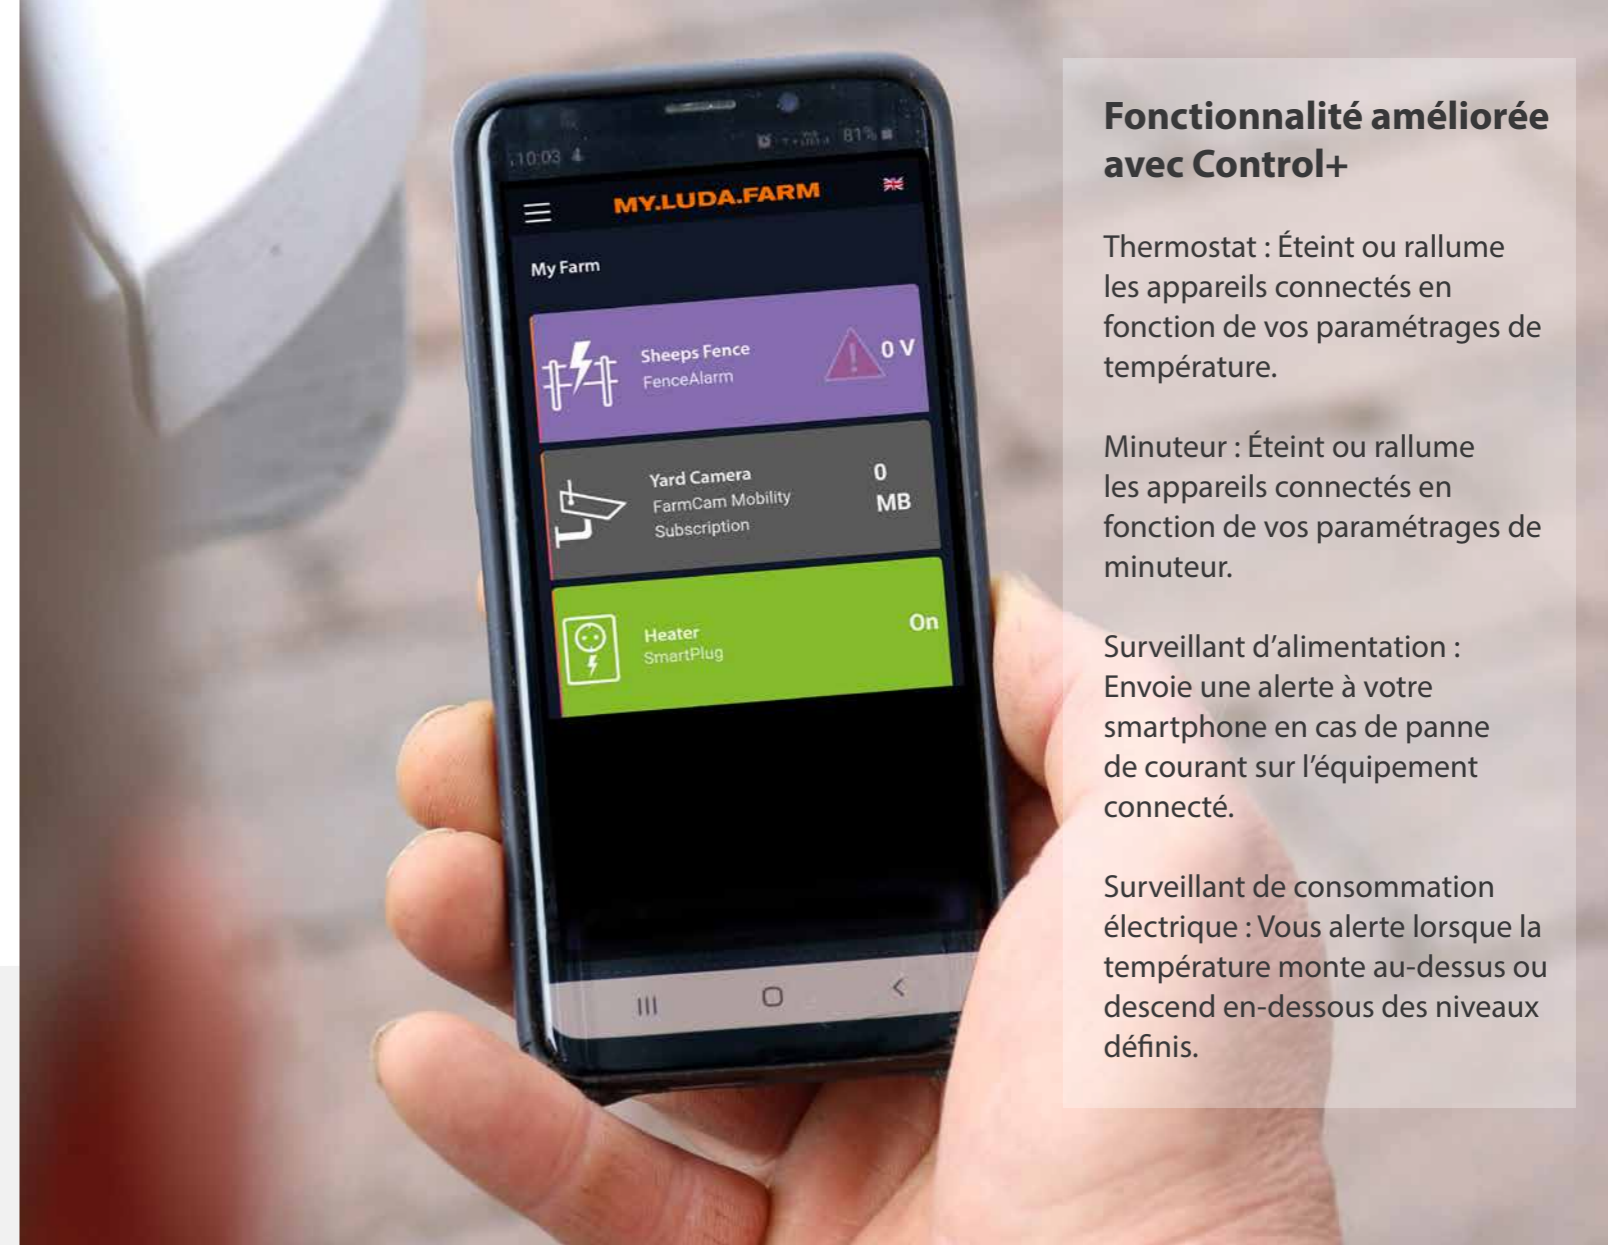 10:03
81%
MY.LUDA.FARM
My Farm
Sheeps Fence
FenceAlarm
0 V
Yard Camera
FarmCam Mobility
Subscription
0
MB
Heater
SmartPlug
On
Fonctionnalité améliorée
avec Control+
Thermostat : Éteint ou rallume
les appareils connectés en
fonction de vos paramétrages de
température.
Minuteur : Éteint ou rallume
les appareils connectés en
fonction de vos paramétrages de
minuteur.
Surveillant d’alimentation :
Envoie une alerte à votre
smartphone en cas de panne
de courant sur l’équipement
connecté.
Surveillant de consommation
électrique : Vous alerte lorsque la
température monte au-dessus ou
descend en-dessous des niveaux
définis.